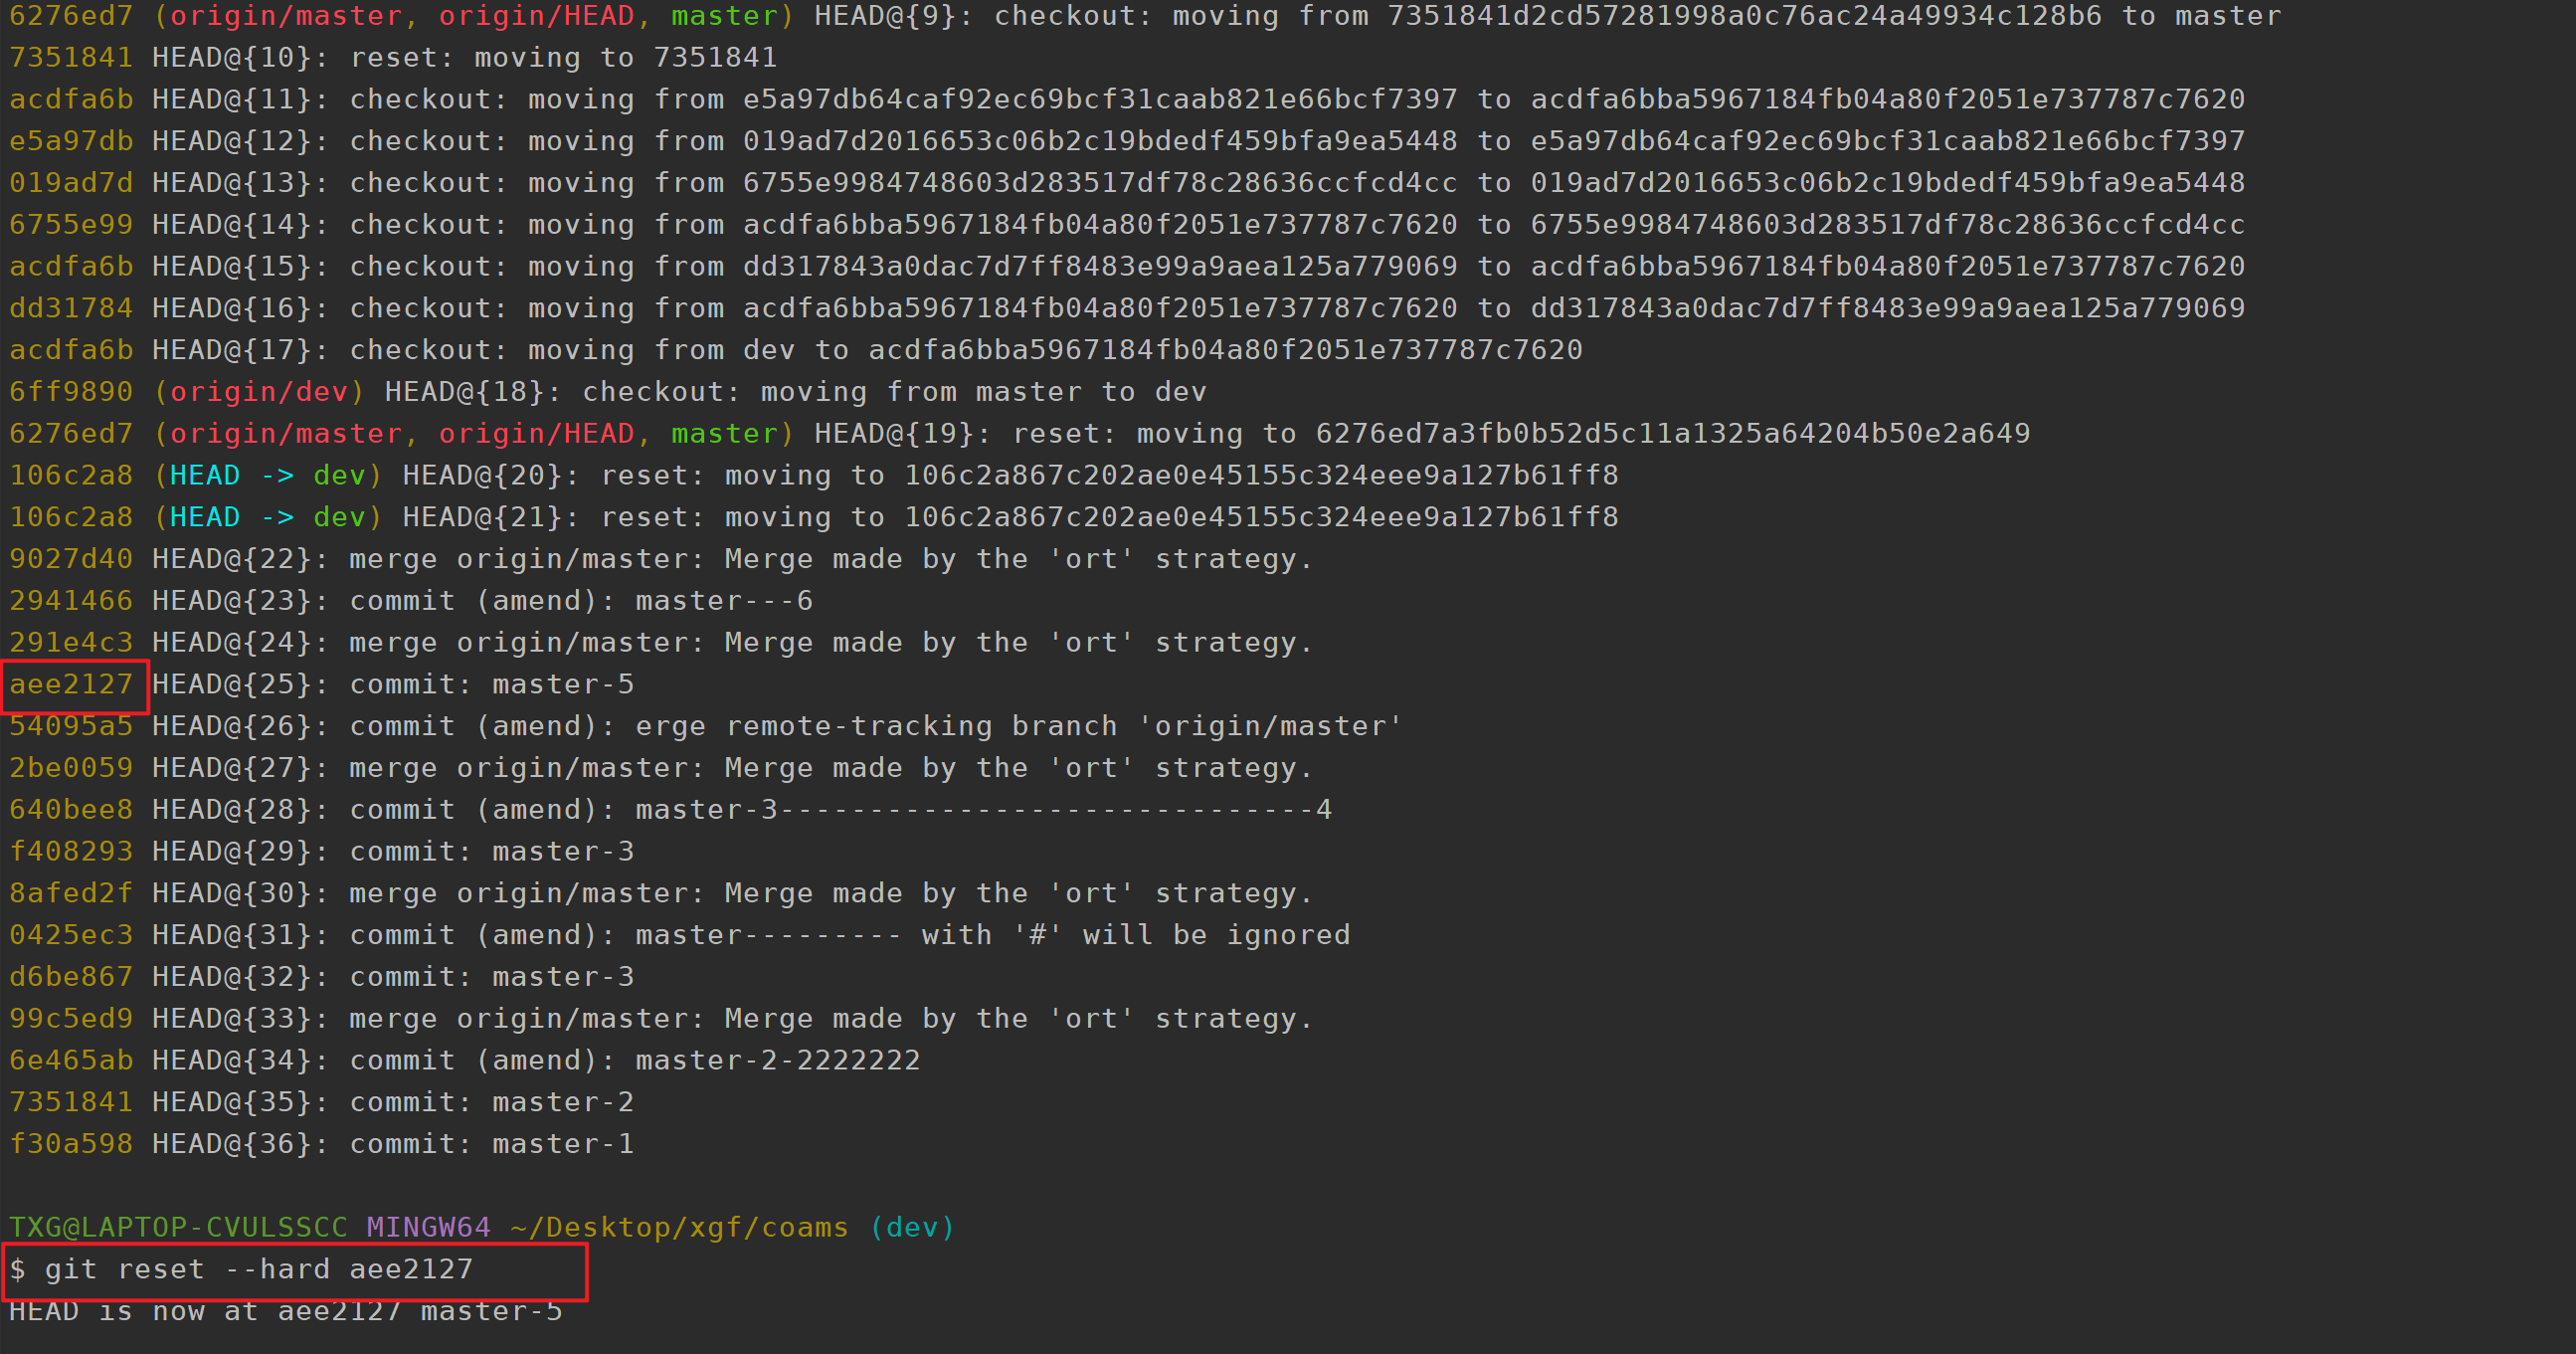 6276ed7 (origin/master, origin/HEAD, master) HEAD@{9}: checkout: moving from 7351841d2cd57281998a0c76ac24a49934c128b6 to master
7351841 HEAD@{10}: reset: moving to 7351841
acdfa6b HEAD@{11}: checkout: moving from e5a97db64caf92ec69bcf31caab821e66bcf7397 to acdfa6bba5967184fb04a80f2051e737787c7620
e5a97db HEAD@{12}: checkout: moving from 019ad7d2016653c06b2c19bdedf459bfa9ea5448 to e5a97db64caf92ec69bcf31caab821e66bcf7397
019ad7d HEAD@{13}: checkout: moving from 6755e9984748603d283517df78c28636ccfcd4cc to 019ad7d2016653c06b2c19bdedf459bfa9ea5448
6755e99 HEAD@{14}: checkout: moving from acdfa6bba5967184fb04a80f2051e737787c7620 to 6755e9984748603d283517df78c28636ccfcd4cc
acdfa6b HEAD@{15}: checkout: moving from dd317843a0dac7d7ff8483e99a9aea125a779069 to acdfa6bba5967184fb04a80f2051e737787c7620
dd31784 HEAD@{16}: checkout: moving from acdfa6bba5967184fb04a80f2051e737787c7620 to dd317843a0dac7d7ff8483e99a9aea125a779069
acdfa6b HEAD@{17}: checkout: moving from dev to acdfa6bba5967184fb04a80f2051e737787c7620
6ff9890 (origin/dev) HEAD@{18}: checkout: moving from master to dev
6276ed7 (origin/master, origin/HEAD, master) HEAD@{19}: reset: moving to 6276ed7a3fb0b52d5c11a1325a64204b50e2a649
106c2a8 (HEAD -> dev) HEAD@{20}: reset: moving to 106c2a867c202ae0e45155c324eee9a127b61ff8
106c2a8 (HEAD -> dev) HEAD@{21}: reset: moving to 106c2a867c202ae0e45155c324eee9a127b61ff8
9027d40 HEAD@{22}: merge origin/master: Merge made by the 'ort' strategy.
2941466 HEAD@{23}: commit (amend): master---6
291e4c3 HEAD@{24}: merge origin/master: Merge made by the 'ort' strategy.
aee2127 HEAD@{25}: commit: master-5
54095a5 HEAD@{26}: commit (amend): erge remote-tracking branch 'origin/master'
2be0059 HEAD@{27}: merge origin/master: Merge made by the 'ort' strategy.
640bee8 HEAD@{28}: commit (amend): master-3------------------------------4
f408293 HEAD@{29}: commit: master-3
8afed2f HEAD@{30}: merge origin/master: Merge made by the 'ort' strategy.
0425ec3 HEAD@{31}: commit (amend): master--------- with '#' will be ignored
d6be867 HEAD@{32}: commit: master-3
99c5ed9 HEAD@{33}: merge origin/master: Merge made by the 'ort' strategy.
6e465ab HEAD@{34}: commit (amend): master-2-2222222
7351841 HEAD@{35}: commit: master-2
f30a598 HEAD@{36}: commit: master-1
TXG@LAPTOP-CVULSSCC MINGW64 ~/Desktop/xgf/coams (dev)
$ git reset --hard aee2127
HEAD is now at aee2127 master-5